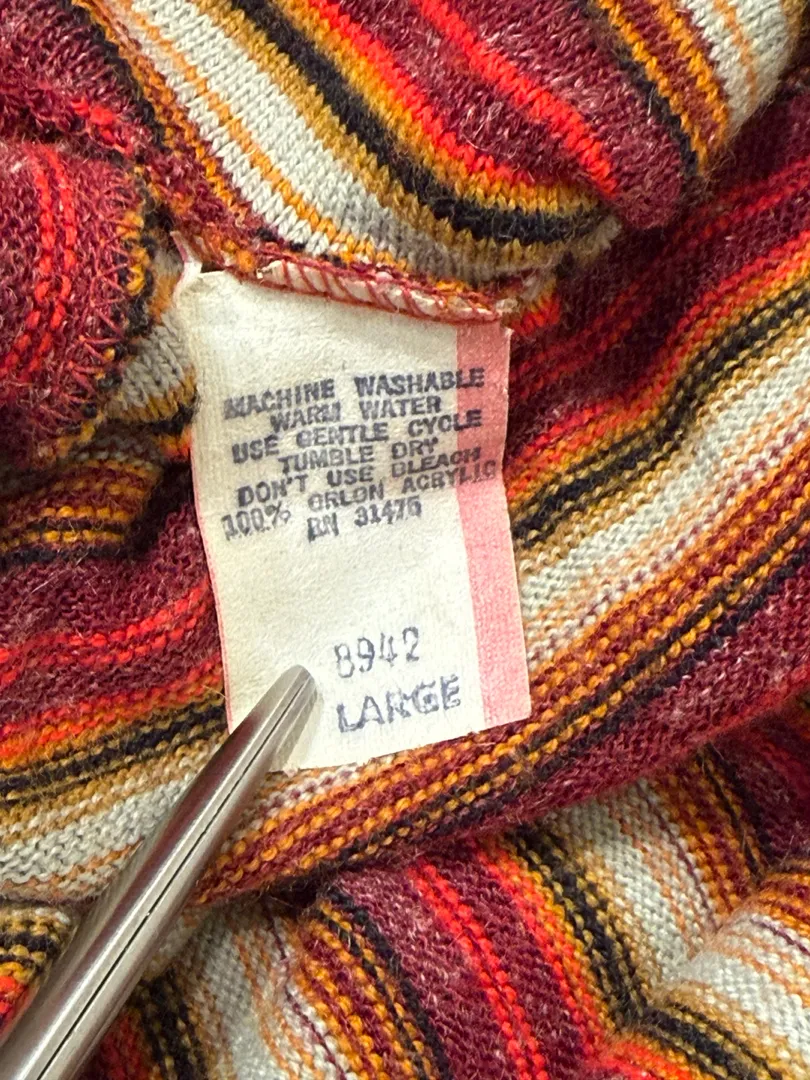 MACHINE WASHABLE
WARM WATER
USE GENTLE CYCLE
TUMBLE DRY
DON'T USE BLEACH
100% ORLON ACRYLIC
RN 31475
8942
LARGE